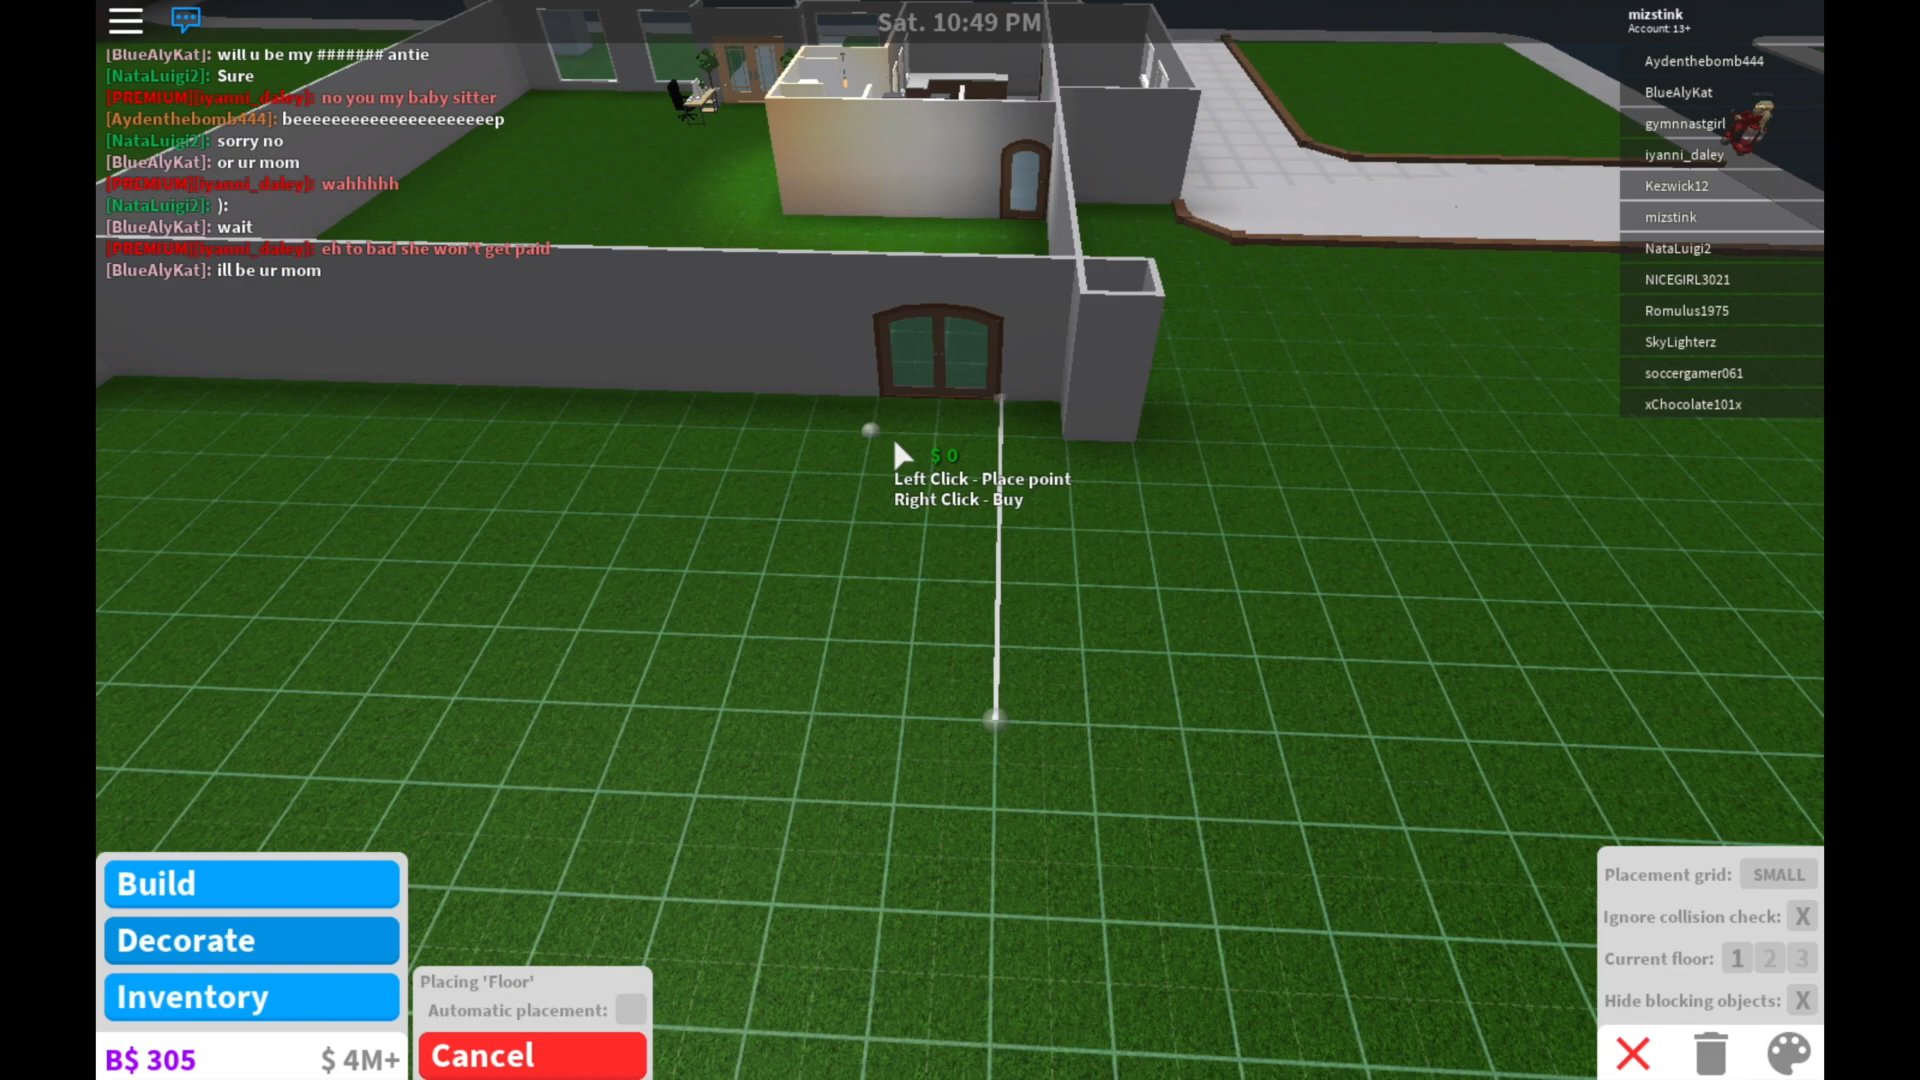 Sat. 10:49 PM
[BlueAlyKat]: will u be my ####### antie
[NataLuigi2]: Sure
[PREMIUM][iyanni_daley]: no you my baby sitter
[Aydenthebomb444]: beeeeeeeeeeeeeeeeeeeep
[NataLuigi2]: sorry no
[BlueAlyKat]: or ur mom
[PREMIUM][iyanni_daley]: wahhhhh
[NataLuigi2]: ):
[BlueAlyKat]: wait
[PREMIUM][iyanni_daley]: eh to bad she won"t get paid
[BlueAlyKat]: ill be ur mom
mizstink
Account: 13+
Aydenthebomb444
BlueAlyKat
gymnnastgirl
iyanni_daley
Kezwick12
mizstink
NataLuigi2
NICEGIRL3021
Romulus1975
SkyLighterz
soccergamer061
xChocolate101x
$ 0
Left Click - Place point
Right Click - Buy
Build
Decorate
Inventory
B$ 305 $ 4M+
Placing 'Floor'
Automatic placement:
Cancel
Placement grid: SMALL
Ignore collision check: X
Current floor: 1 2 3
Hide blocking objects: X